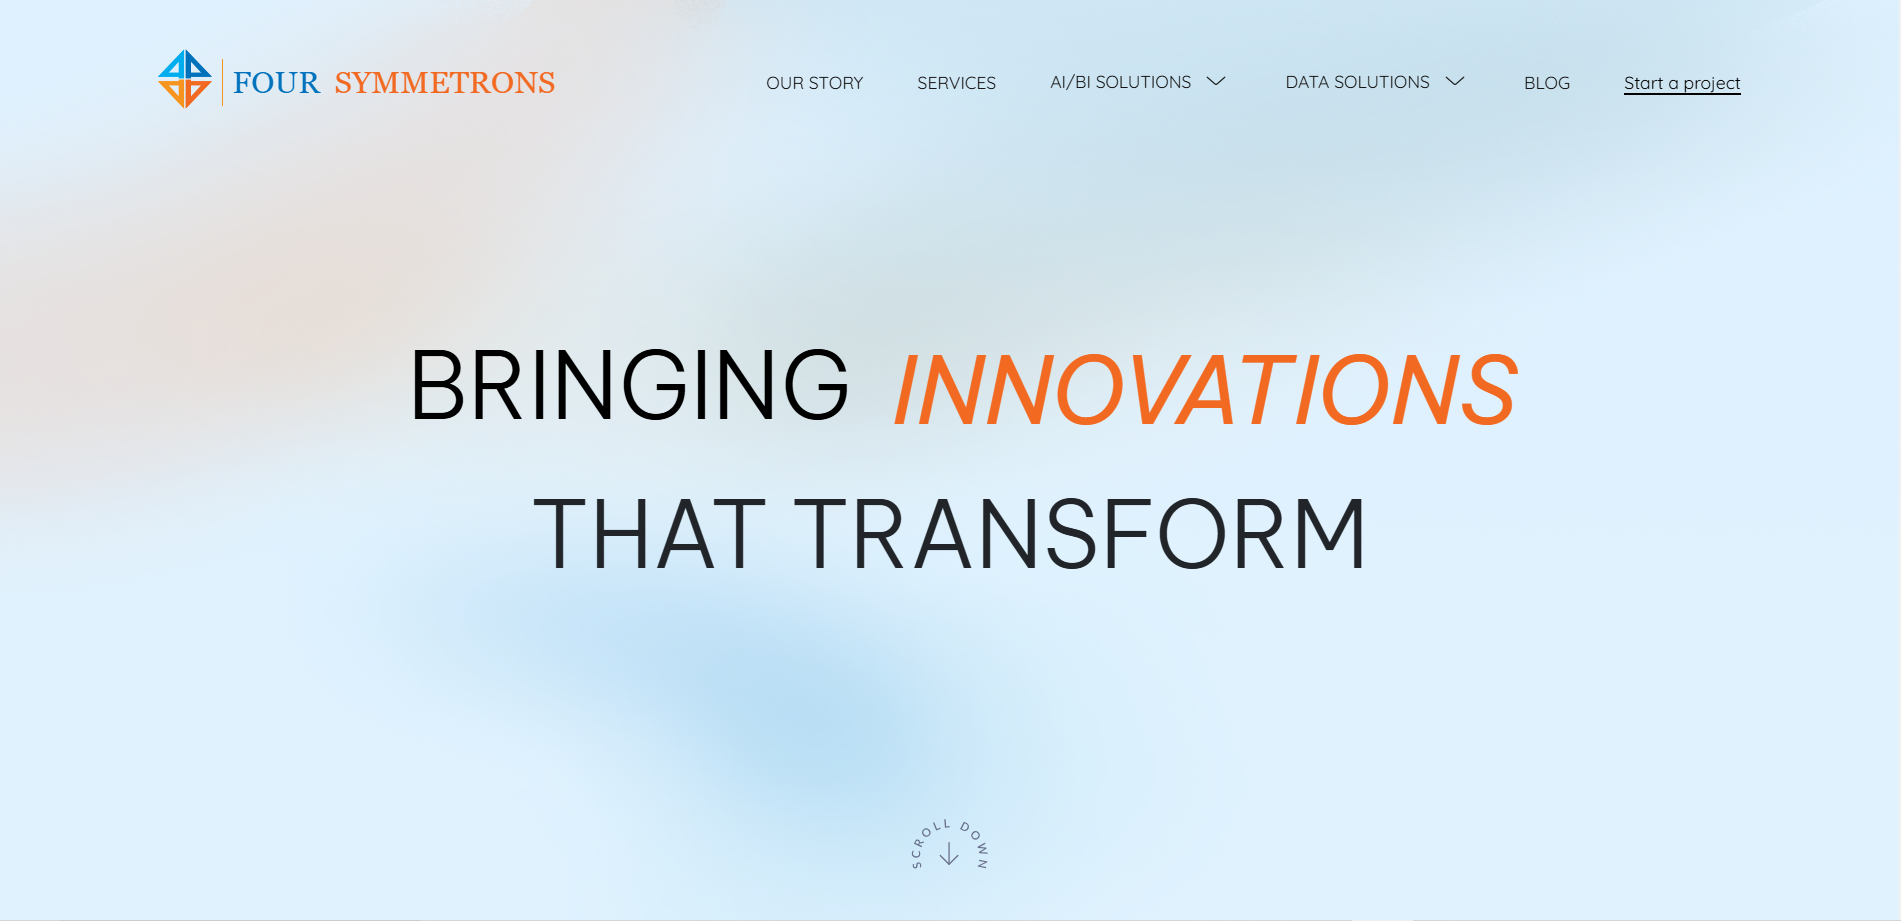 FOUR SYMMETRONS
OUR STORY
SERVICES
AI/BI SOLUTIONS
DATA SOLUTIONS
BLOG
Start a project
BRINGING INNOVATIONS
THAT TRANSFORM
SCROLL DOWN